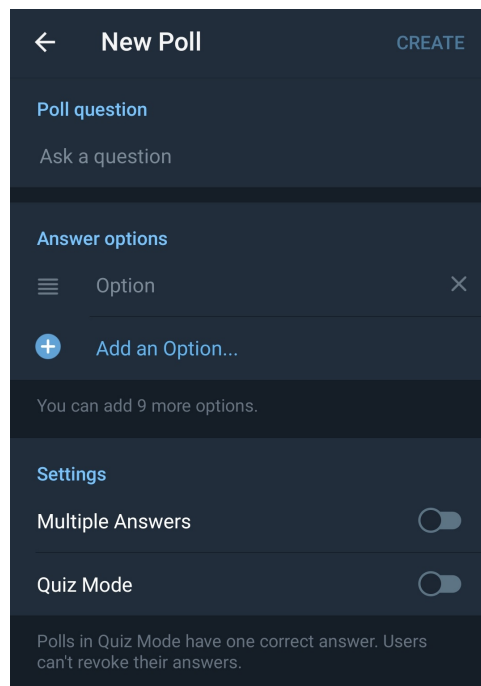 New Poll
CREATE
Poll question
Ask a question
Answer options
Option
Add an Option...
You can add 9 more options.
Settings
Multiple Answers
Quiz Mode
Polls in Quiz Mode have one correct answer. Users
can't revoke their answers.